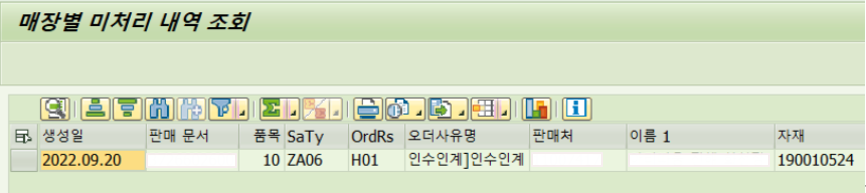 매장별 미처리 내역 조회
생성일 판매 문서 품목 SaTy OrdRs 오더사유명 판매처 이름 1 자재
2022.09.20 10 ZA06 H01 인수인계]인수인계 190010524